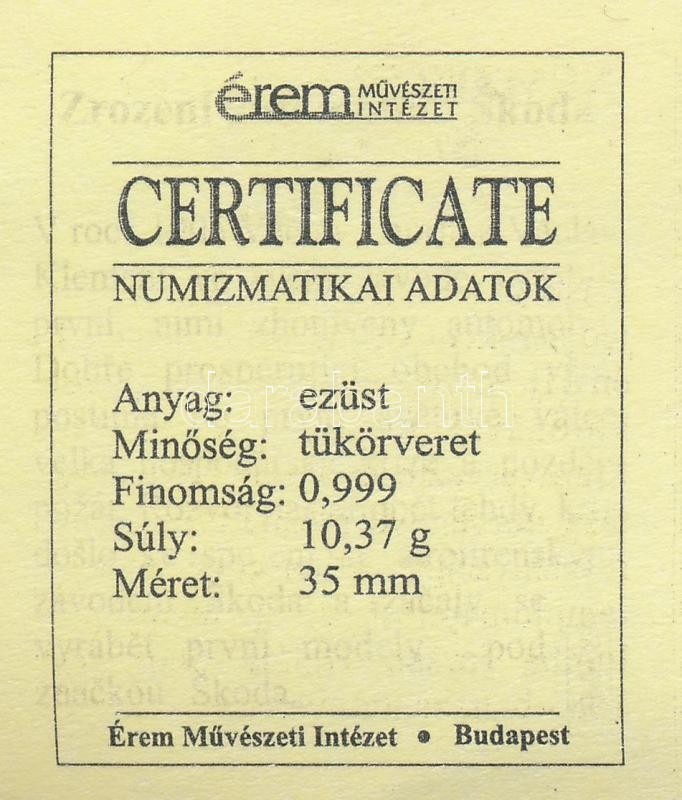 érem MŰVÉSZETI
INTÉZET
CERTIFICATE
NUMIZMATIKAI ADATOK
Anyag: ezüst
Minőség: tükörveret
Finomság: 0,999
Súly: 10,37 g
Méret: 35 mm
Érem Művészeti Intézet • Budapest